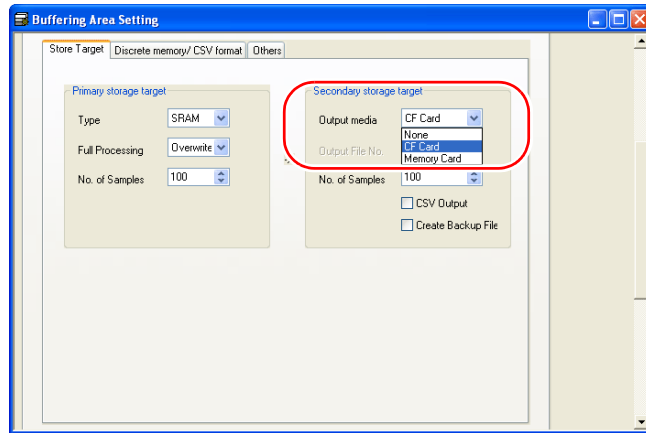 Buffering Area Setting
Store Target Discrete memory/ CSV format Others
Primary storage target
Type SRAM
Full Processing Overwrite
No. of Samples 100
Secondary storage target
Output media CF Card
None
CF Card
Memory Card
Output File No.
No. of Samples 100
CSV Output
Create Backup File